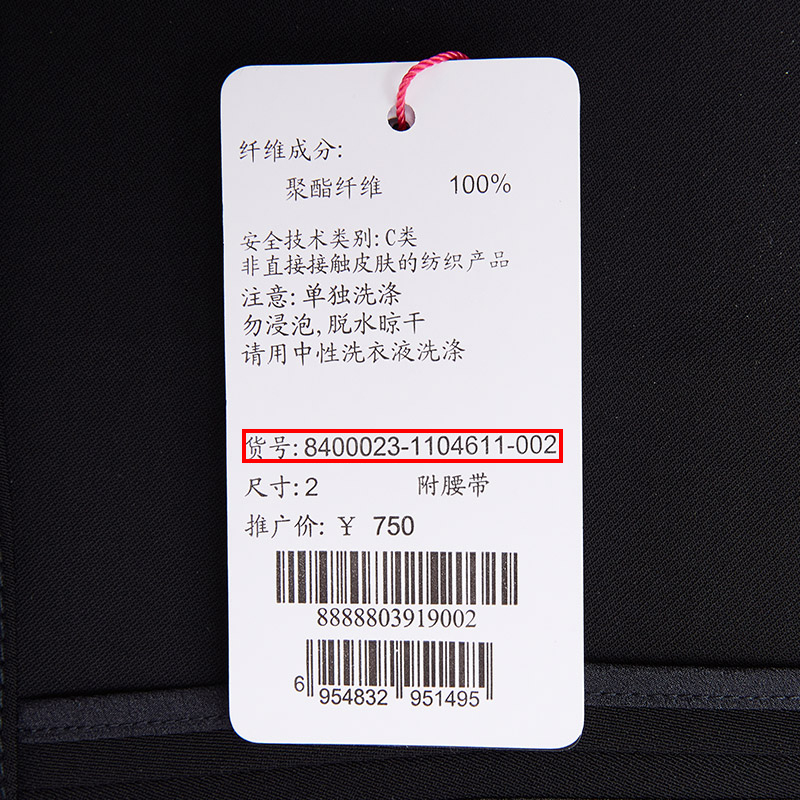 纤维成分:
聚酯纤维 100%
安全技术类别: C类
非直接接触皮肤的纺织产品
注意: 单独洗涤
勿浸泡, 脱水晾干
请用中性洗衣液洗涤
货号: 8400023-1104611-002
尺寸: 2 附腰带
推广价: ¥ 750
8888803919002
6 954832 951495